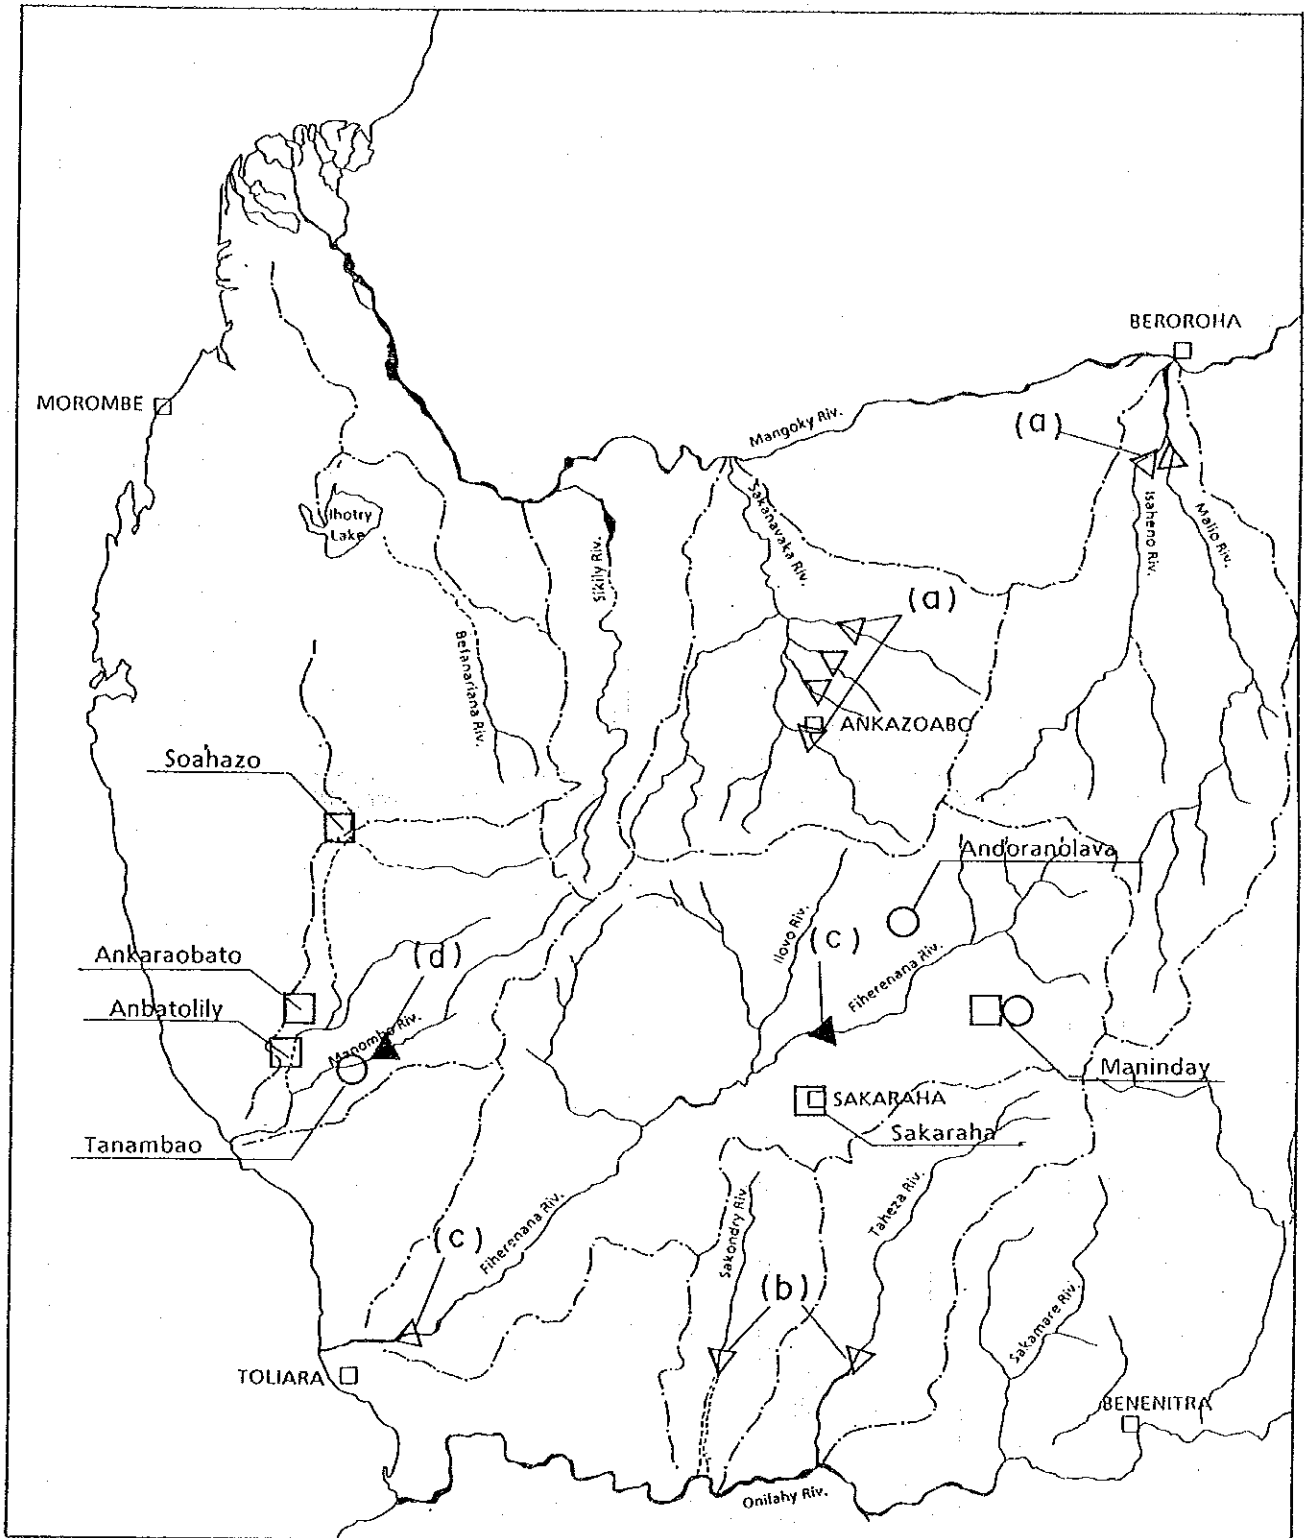 BEROROHA
MOROMBE
Mangoky Riv.
(a)
Ihotry
Lake
Sakanavaka Riv.
Isaheno Riv.
Malio Riv.
Sikily Riv.
(a)
Befanariana Riv.
ANKAZOABO
Soahazo
Andoranolava
Ilovo Riv.
(c)
Ankaraobato
(d)
Fiherenana Riv.
Anbatolily
Manombo Riv.
Maninday
SAKARAHA
Tanambao
Sakaraha
Taheza Riv.
Sakondry Riv.
Fiherenana Riv.
(c)
(b)
Sakamare Riv.
TOLIARA
BENENITRA
Onilahy Riv.